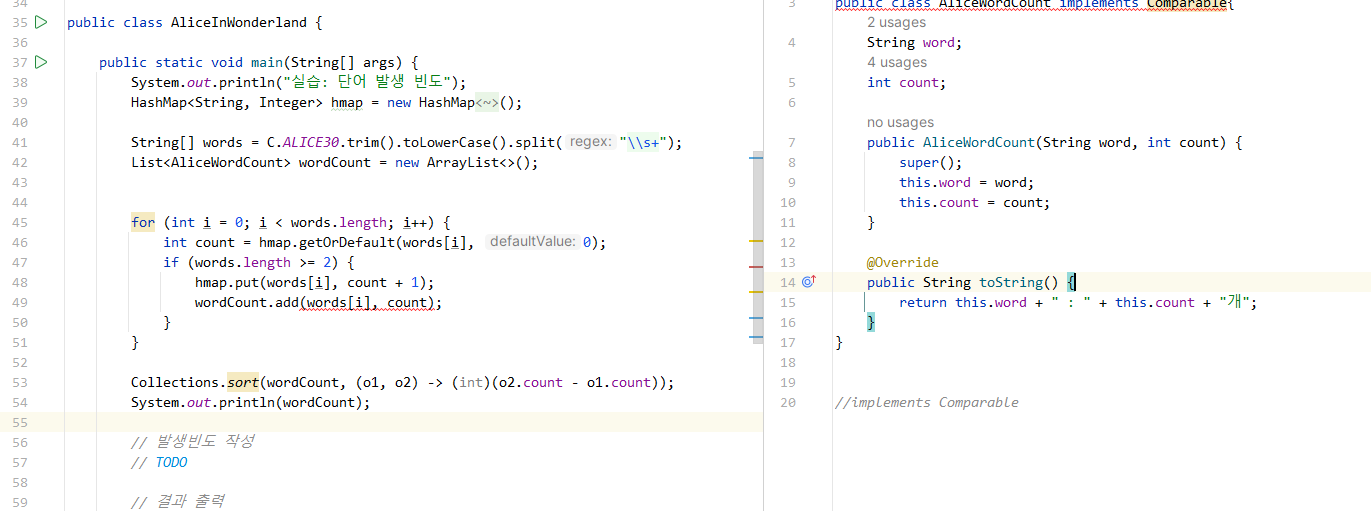 34
35 public class AliceInWonderland {
36
37 public static void main(String[] args) {
38 System.out.println("실습: 단어 발생 빈도");
39 HashMap<String, Integer> hmap = new HashMap<~>();
40
41 String[] words = C.ALICE30.trim().toLowerCase().split( regex: "\\s+");
42 List<AliceWordCount> wordCount = new ArrayList<>();
43
44
45 for (int i = 0; i < words.length; i++) {
46 int count = hmap.getOrDefault(words[i], defaultValue: 0);
47 if (words.length >= 2) {
48 hmap.put(words[i], count + 1);
49 wordCount.add(words[i], count);
50 }
51 }
52
53 Collections.sort(wordCount, (o1, o2) -> (int)(o2.count - o1.count));
54 System.out.println(wordCount);
55
56 // 발생빈도 작성
57 // TODO
58
59 // 결과 출력
3 public class AliceWordCount implements Comparable{
2 usages
4 String word;
4 usages
5 int count;
6
no usages
7 public AliceWordCount(String word, int count) {
8 super();
9 this.word = word;
10 this.count = count;
11 }
12
13 @Override
14 public String toString() {
15 return this.word + " : " + this.count + "개";
16 }
17 }
18
19
20 //implements Comparable